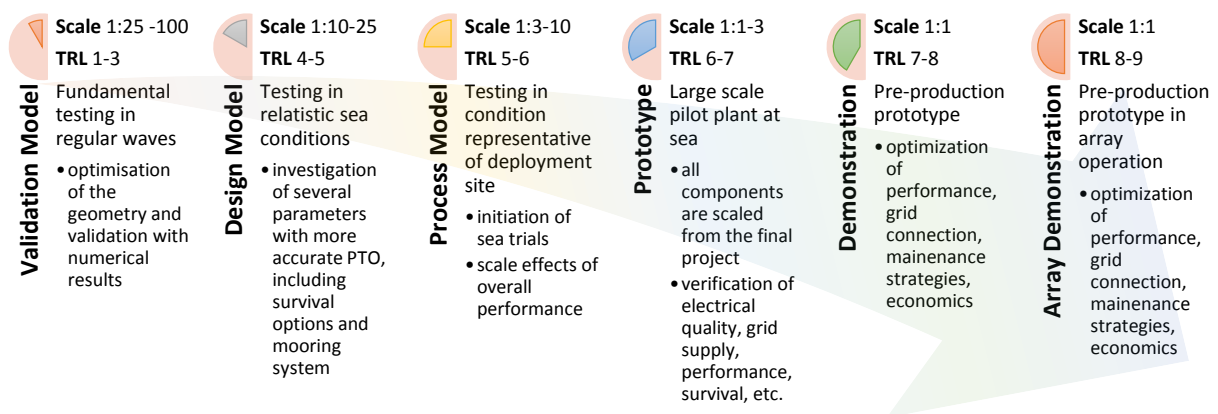 Validation Model
Scale 1:25 -100
TRL 1-3
Fundamental
testing in
regular waves
•optimisation
of the
geometry and
validation with
numerical
results
Design Model
Scale 1:10-25
TRL 4-5
Testing in
relatistic sea
conditions
•investigation
of several
parameters
with more
accurate PTO,
including
survival
options and
mooring
system
Process Model
Scale 1:3-10
TRL 5-6
Testing in
condition
representative
of deployment
site
•initiation of
sea trials
•scale effects of
overall
performance
Prototype
Scale 1:1-3
TRL 6-7
Large scale
pilot plant at
sea
•all
components
are scaled
from the final
project
•verification of
electrical
quality, grid
supply,
performance,
survival, etc.
Demonstration
Scale 1:1
TRL 7-8
Pre-production
prototype
•optimization
of
performance,
grid
connection,
mainenance
strategies,
economics
Array Demonstration
Scale 1:1
TRL 8-9
Pre-production
prototype in
array
operation
•optimization
of
performance,
grid
connection,
mainenance
strategies,
economics